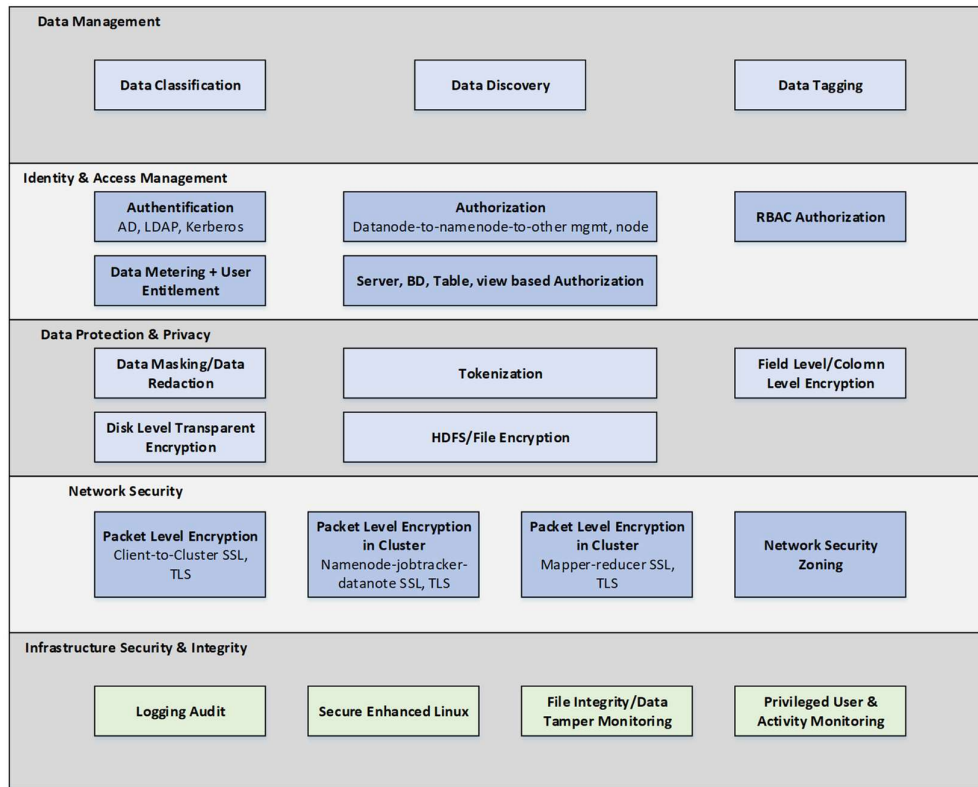 Data Management
Data Classification
Data Discovery
Data Tagging
Identity & Access Management
Authentification
AD, LDAP, Kerberos
Authorization
Datanode-to-namenode-to-other mgmt, node
RBAC Authorization
Data Metering + User
Entitlement
Server, BD, Table, view based Authorization
Data Protection & Privacy
Data Masking/Data
Redaction
Tokenization
Field Level/Colomn
Level Encryption
Disk Level Transparent
Encryption
HDFS/File Encryption
Network Security
Packet Level Encryption
Client-to-Cluster SSL,
TLS
Packet Level Encryption
in Cluster
Namenode-jobtracker-
datanote SSL, TLS
Packet Level Encryption
in Cluster
Mapper-reducer SSL,
TLS
Network Security
Zoning
Infrastructure Security & Integrity
Logging Audit
Secure Enhanced Linux
File Integrity/Data
Tamper Monitoring
Privileged User &
Activity Monitoring